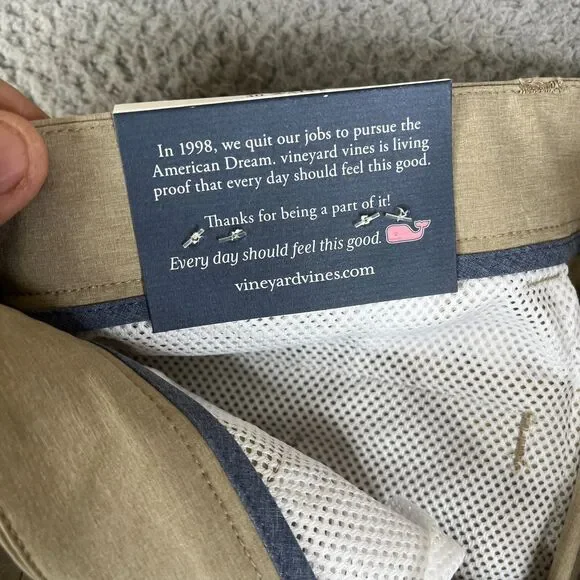 In 1998, we quit our jobs to pursue the
American Dream. vineyard vines is living
proof that every day should feel this good.
Thanks for being a part of it!
Every day should feel this good.
vineyardvines.com